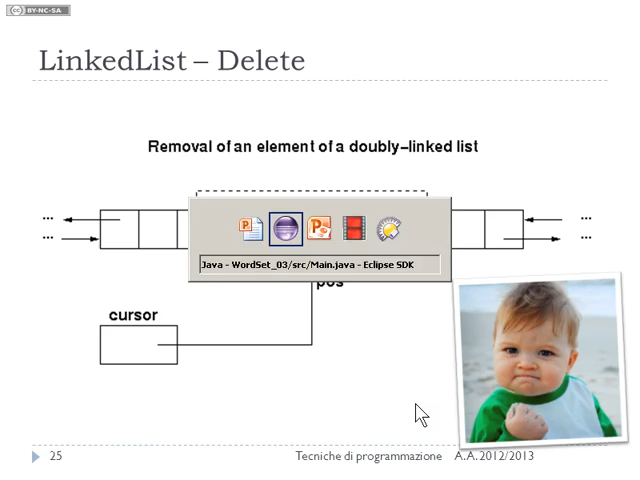 BY-NC-SA
LinkedList – Delete
Removal of an element of a doubly–linked list
...
...
...
...
Java - WordSet_03/src/Main.java - Eclipse SDK
pos
cursor
25
Tecniche di programmazione A.A. 2012/2013